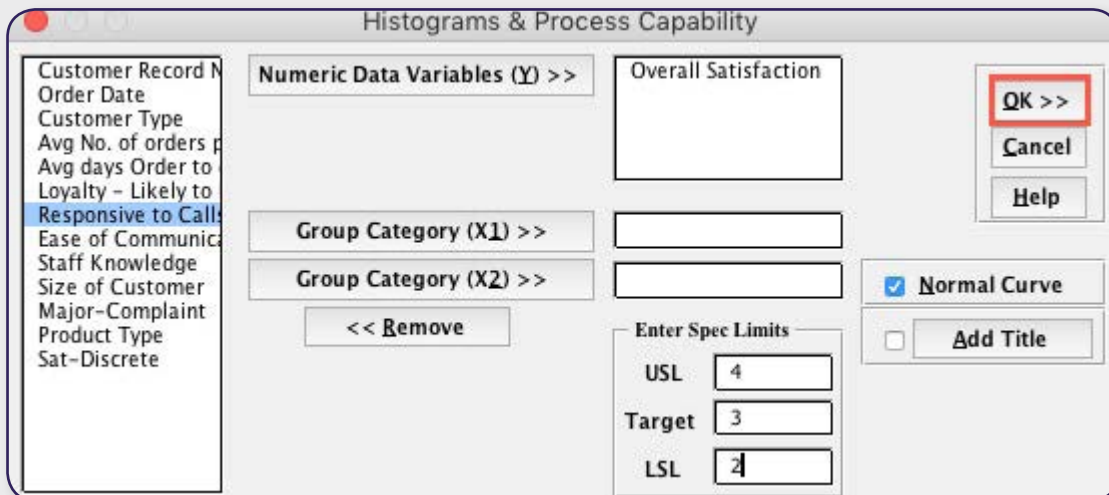 Histograms & Process Capability
Customer Record N
Order Date
Customer Type
Avg No. of orders p
Avg days Order to
Loyalty - Likely to
Responsive to Calls
Ease of Communica
Staff Knowledge
Size of Customer
Major-Complaint
Product Type
Sat-Discrete
Numeric Data Variables (Y) >>
Overall Satisfaction
Group Category (X1) >>
Group Category (X2) >>
<< Remove
Enter Spec Limits
USL 4
Target 3
LSL 2
OK >>
Cancel
Help
Normal Curve
Add Title